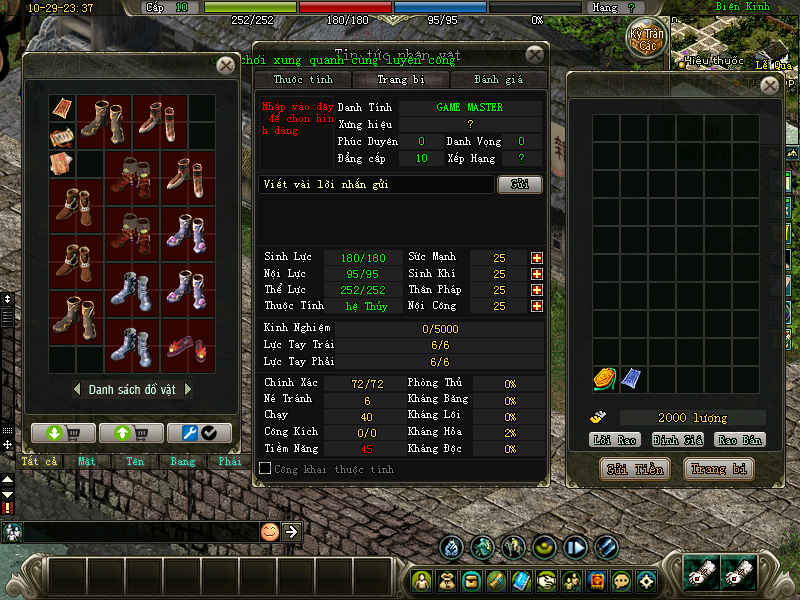 10-29-23:37
Cấp 10
Hạng ?
Biện Kinh
252/252
180/180
95/95
0%
Kỳ Trân Các
Hiệu thuốc
Tin tức nhân vật
chơi xung quanh cùng luyện công
Thuộc tính
Trang bị
Đánh giá
Nhấp vào đây để chọn hình dáng
Danh Tính GAME MASTER
Xưng hiệu ?
Phúc Duyên 0 Danh Vọng 0
Đẳng cấp 10 Xếp Hạng ?
Viết vài lời nhắn gửi
Gửi
Sinh Lực 180/180 Sức Mạnh 25
Nội Lực 95/95 Sinh Khí 25
Thể Lực 252/252 Thân Pháp 25
Thuộc Tính hệ Thủy Nội Công 25
Kinh Nghiệm 0/5000
Lực Tay Trái 6/6
Lực Tay Phải 6/6
Chính Xác 72/72 Phòng Thủ 0%
Né Tránh 6 Kháng Băng 0%
Chạy 40 Kháng Lôi 0%
Công Kích 0/0 Kháng Hỏa 2%
Tiềm Năng 45 Kháng Độc 0%
Công khai thuộc tính
Danh sách đồ vật
Tất cả Mật Tên Bang Phái
2000 lượng
Lời Rao
Định Giá
Rao Bán
Gửi Tiền
Trang bị